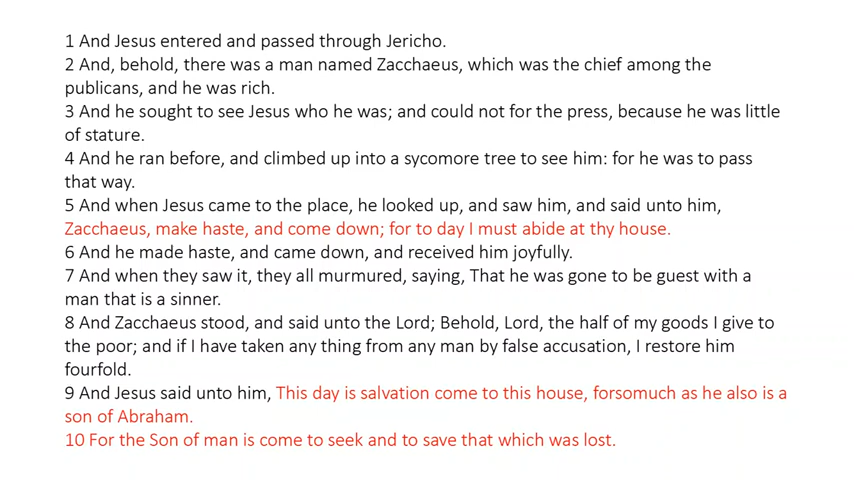 1 And Jesus entered and passed through Jericho.
2 And, behold, there was a man named Zacchaeus, which was the chief among the
publicans, and he was rich.
3 And he sought to see Jesus who he was; and could not for the press, because he was little
of stature.
4 And he ran before, and climbed up into a sycomore tree to see him: for he was to pass
that way.
5 And when Jesus came to the place, he looked up, and saw him, and said unto him,
Zacchaeus, make haste, and come down; for to day I must abide at thy house.
6 And he made haste, and came down, and received him joyfully.
7 And when they saw it, they all murmured, saying, That he was gone to be guest with a
man that is a sinner.
8 And Zacchaeus stood, and said unto the Lord; Behold, Lord, the half of my goods I give to
the poor; and if I have taken any thing from any man by false accusation, I restore him
fourfold.
9 And Jesus said unto him, This day is salvation come to this house, forsomuch as he also is a
son of Abraham.
10 For the Son of man is come to seek and to save that which was lost.